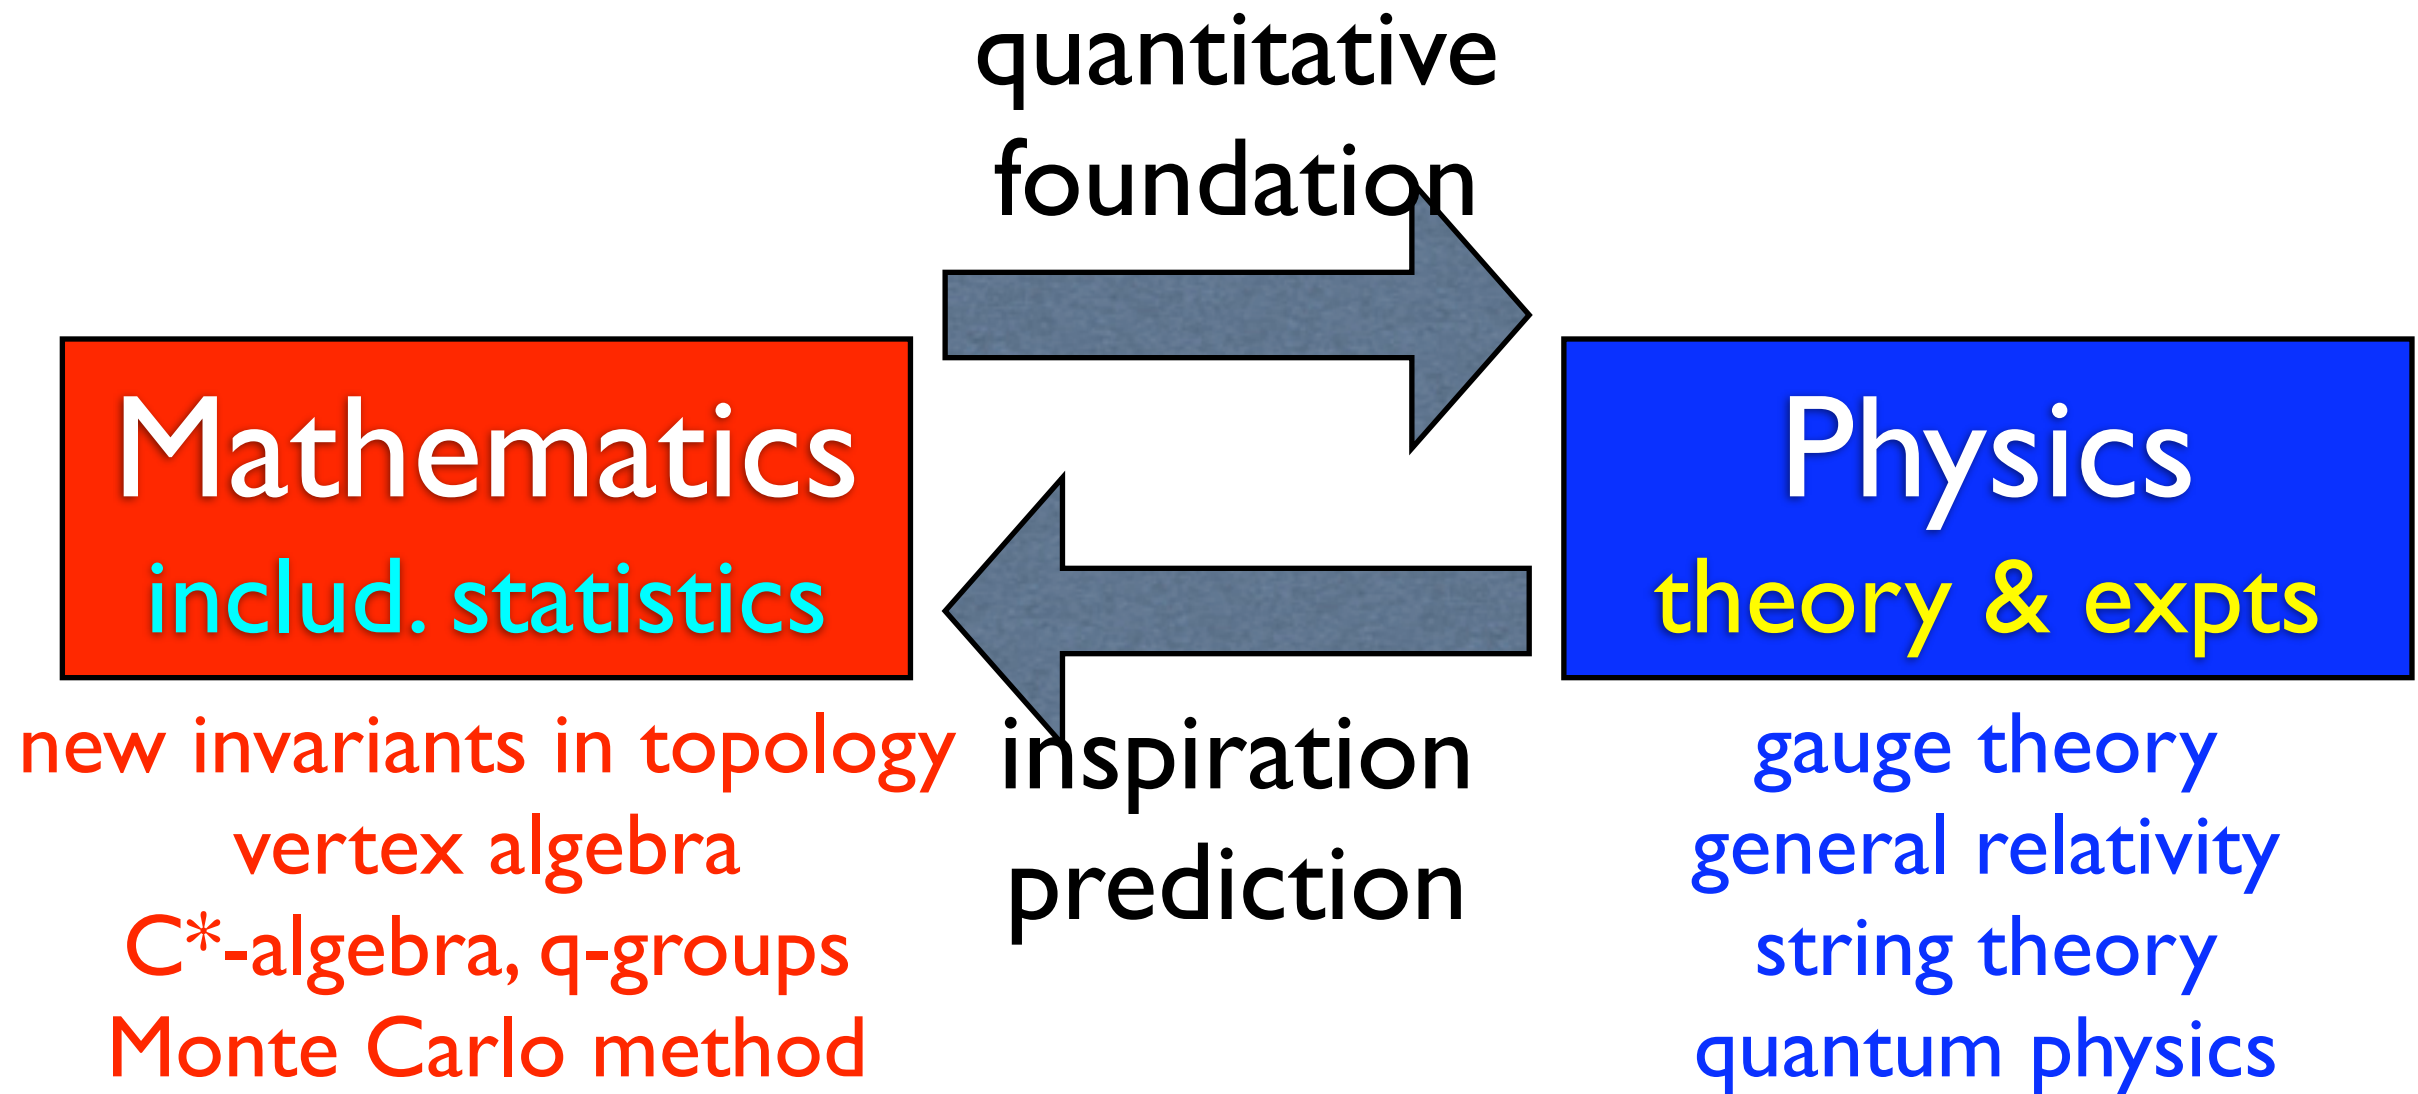 quantitative
foundation
Mathematics
includ. statistics
Physics
theory & expts
new invariants in topology
vertex algebra
C*-algebra, q-groups
Monte Carlo method
inspiration
prediction
gauge theory
general relativity
string theory
quantum physics